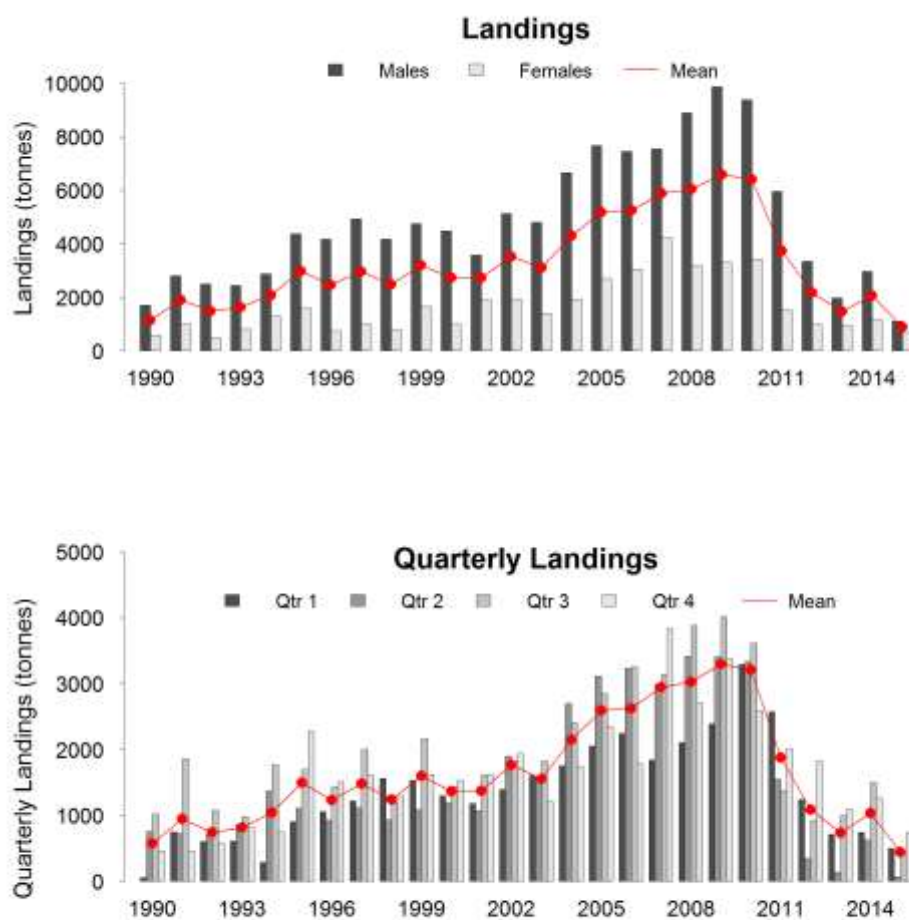 Landings
Males Females Mean
Landings (tonnes)
10000
8000
6000
4000
2000
0
1990 1993 1996 1999 2002 2005 2008 2011 2014
Quarterly Landings
Qtr 1 Qtr 2 Qtr 3 Qtr 4 Mean
Quarterly Landings (tonnes)
5000
4000
3000
2000
1000
0
1990 1993 1996 1999 2002 2005 2008 2011 2014